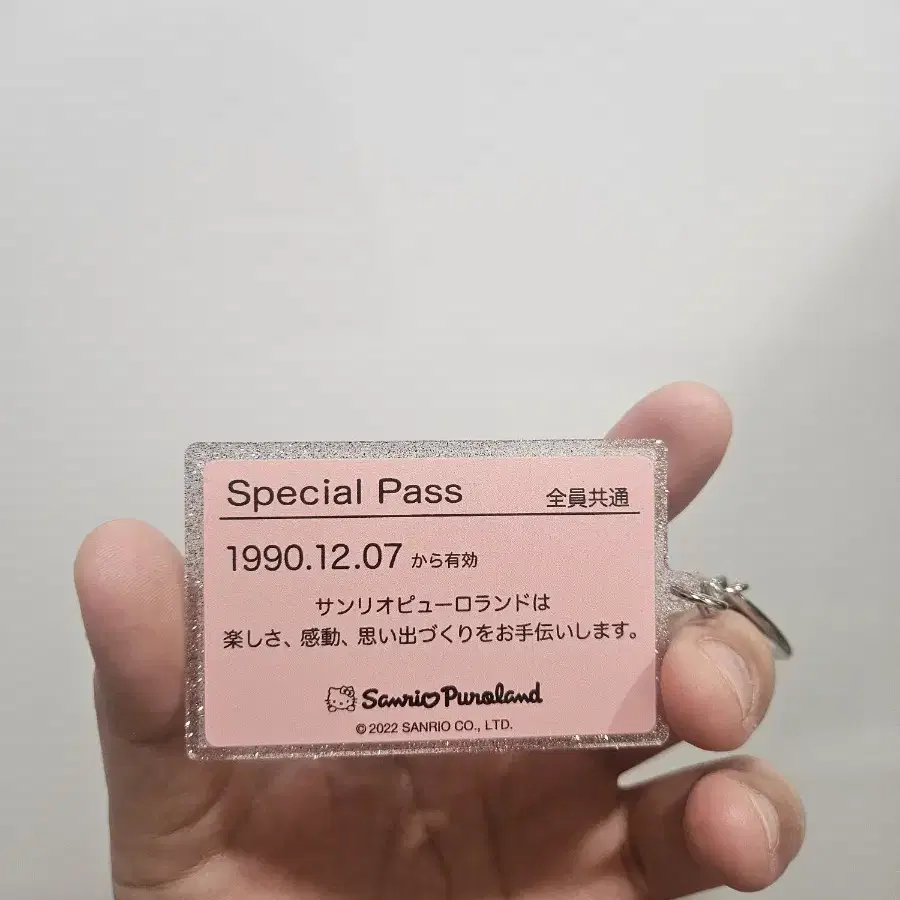 Special Pass 全員共通
1990.12.07 から有効
サンリオピューロランドは
楽しさ、感動、思い出づくりをお手伝いします。
Sanrio Puroland
© 2022 SANRIO CO., LTD.